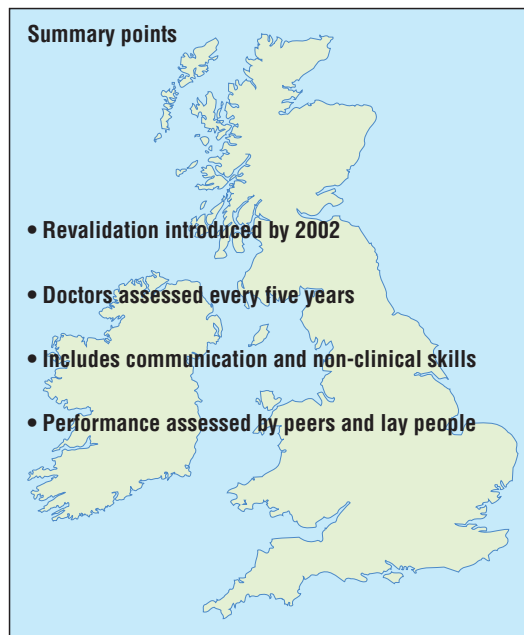 Summary points
• Revalidation introduced by 2002
• Doctors assessed every five years
• Includes communication and non-clinical skills
• Performance assessed by peers and lay people